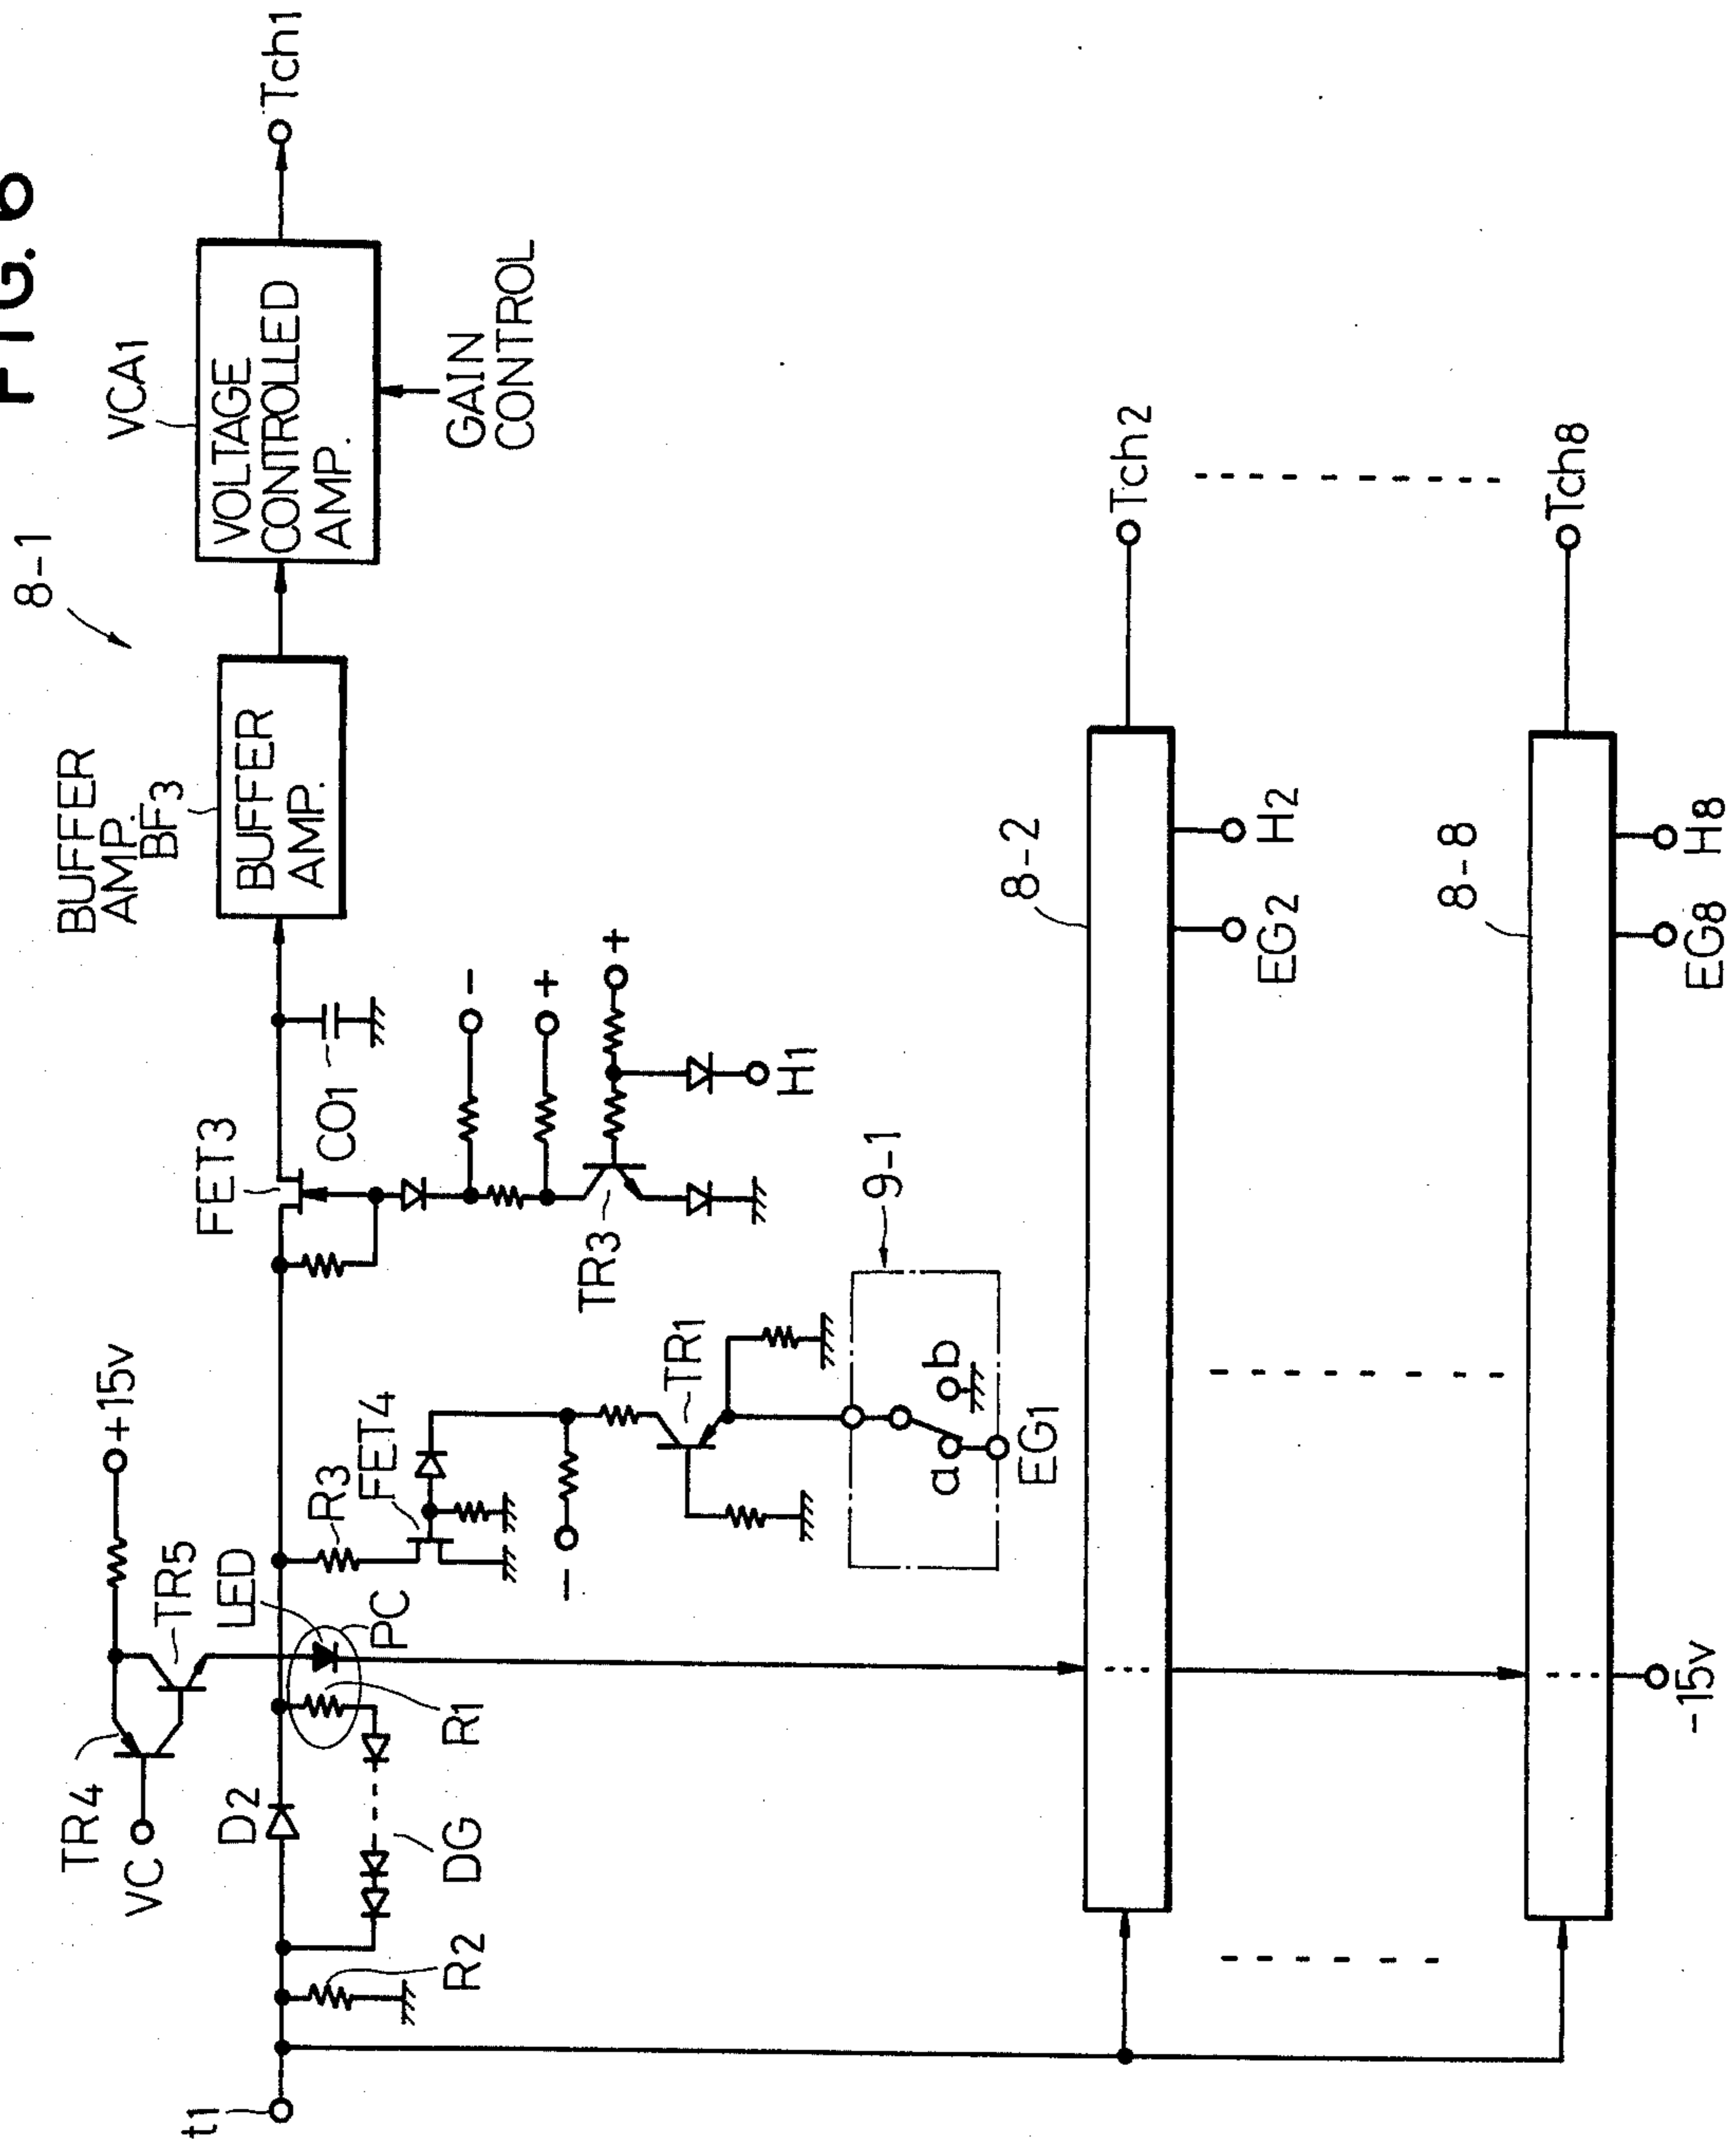 FIG. 6
8-1
BUFFER
AMP.
BF3
VCA1
t1
VC
TR4
TR5
+15v
D2
LED
FET3
BUFFER
AMP.
VOLTAGE
CONTROLLED
AMP.
Tch1
R2
DG
R1
PC
R3
FET4
CO1
GAIN
CONTROL
-
+
+
H1
TR3
-
TR1
9-1
a
b
EG1
8-2
Tch2
EG2
H2
8-8
Tch8
-15v
EG8
H8